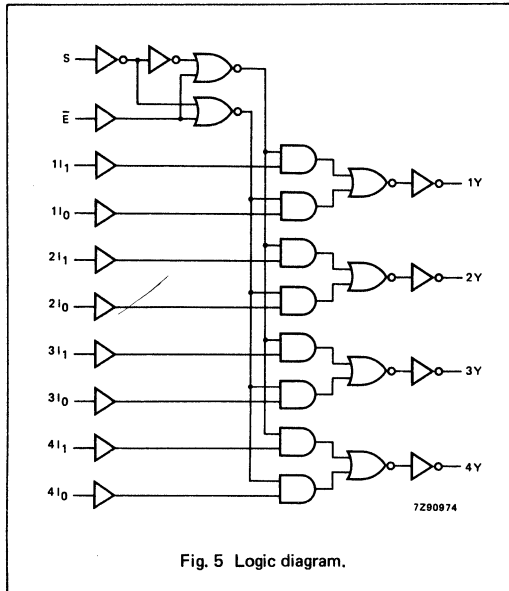 S
E̅
1I₁
1I₀
1Y
2I₁
2I₀
2Y
3I₁
3I₀
3Y
4I₁
4I₀
4Y
7Z90974
Fig. 5 Logic diagram.